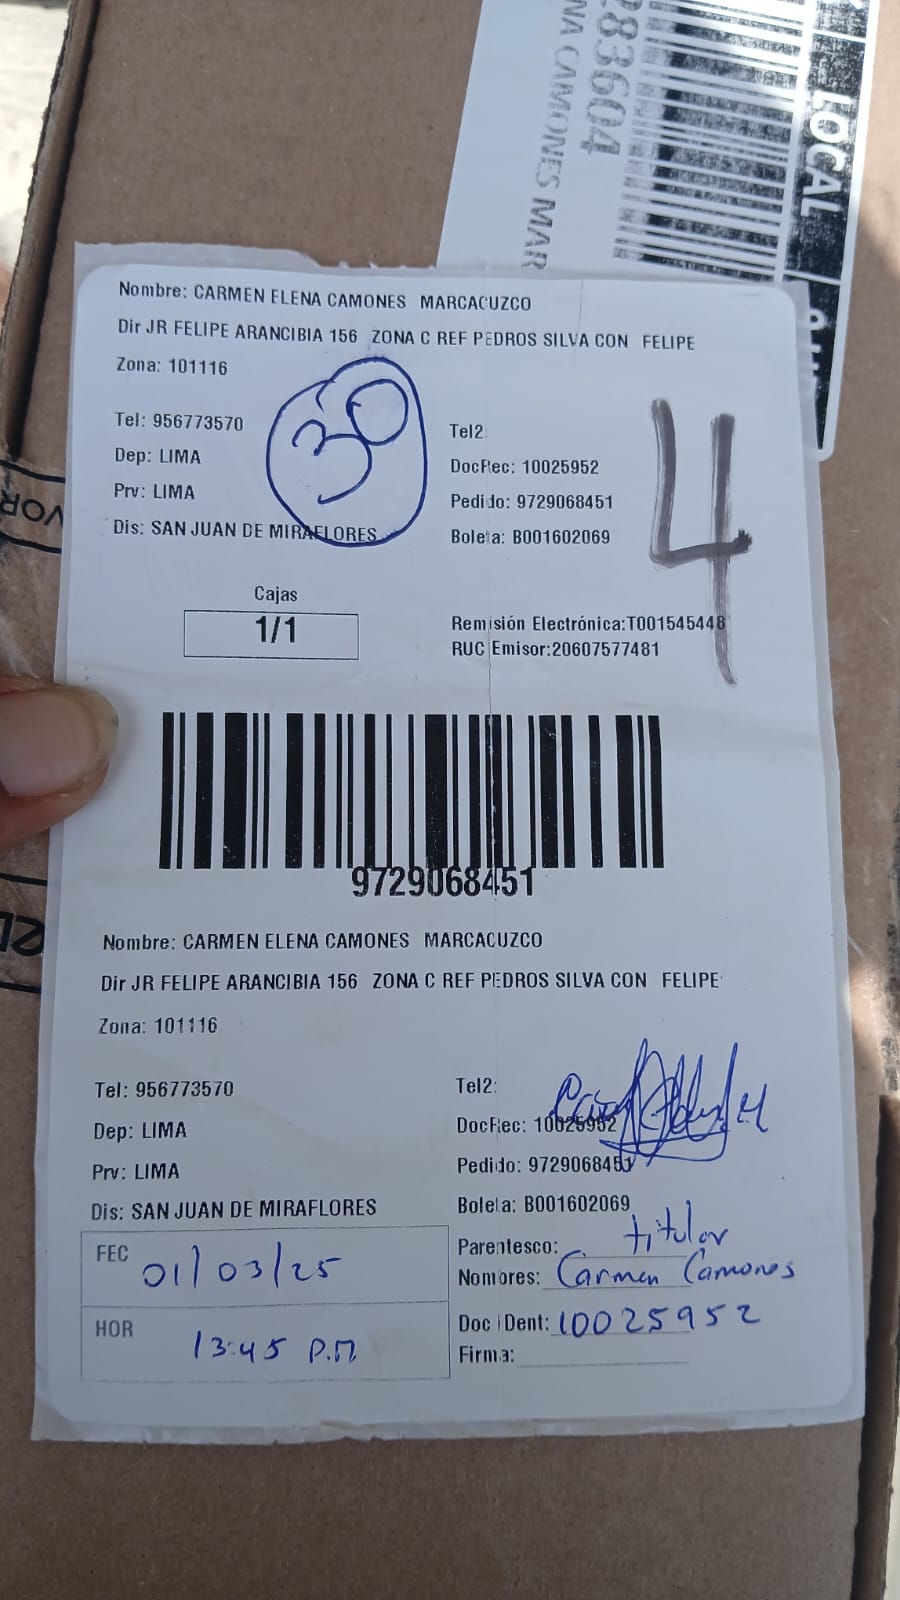 LOCAL
283604
NA CAMONES MAR
Nombre: CARMEN ELENA CAMONES MARCACUZCO
Dir JR FELIPE ARANCIBIA 156 ZONA C REF PEDROS SILVA CON FELIPE
Zona: 101116
30
4
Tel: 956773570
Tel2:
Dep: LIMA
DocRec: 10025952
Prv: LIMA
Pedido: 9729068451
Dis: SAN JUAN DE MIRAFLORES
Boleta: B001602069
Cajas
1/1
Remisión Electrónica:T001545448
RUC Emisor:20607577481
9729068451
Nombre: CARMEN ELENA CAMONES MARCACUZCO
Dir JR FELIPE ARANCIBIA 156 ZONA C REF PEDROS SILVA CON FELIPE
Zona: 101116
Tel: 956773570
Tel2:
Dep: LIMA
DocRec: 10025952
Prv: LIMA
Pedido: 9729068451
Dis: SAN JUAN DE MIRAFLORES
Boleta: B001602069
FEC 01/03/25
Parentesco: titular
Nombres: Carmen Camones
HOR 13:45 P.M
Doc IDent: 10025952
Firma: